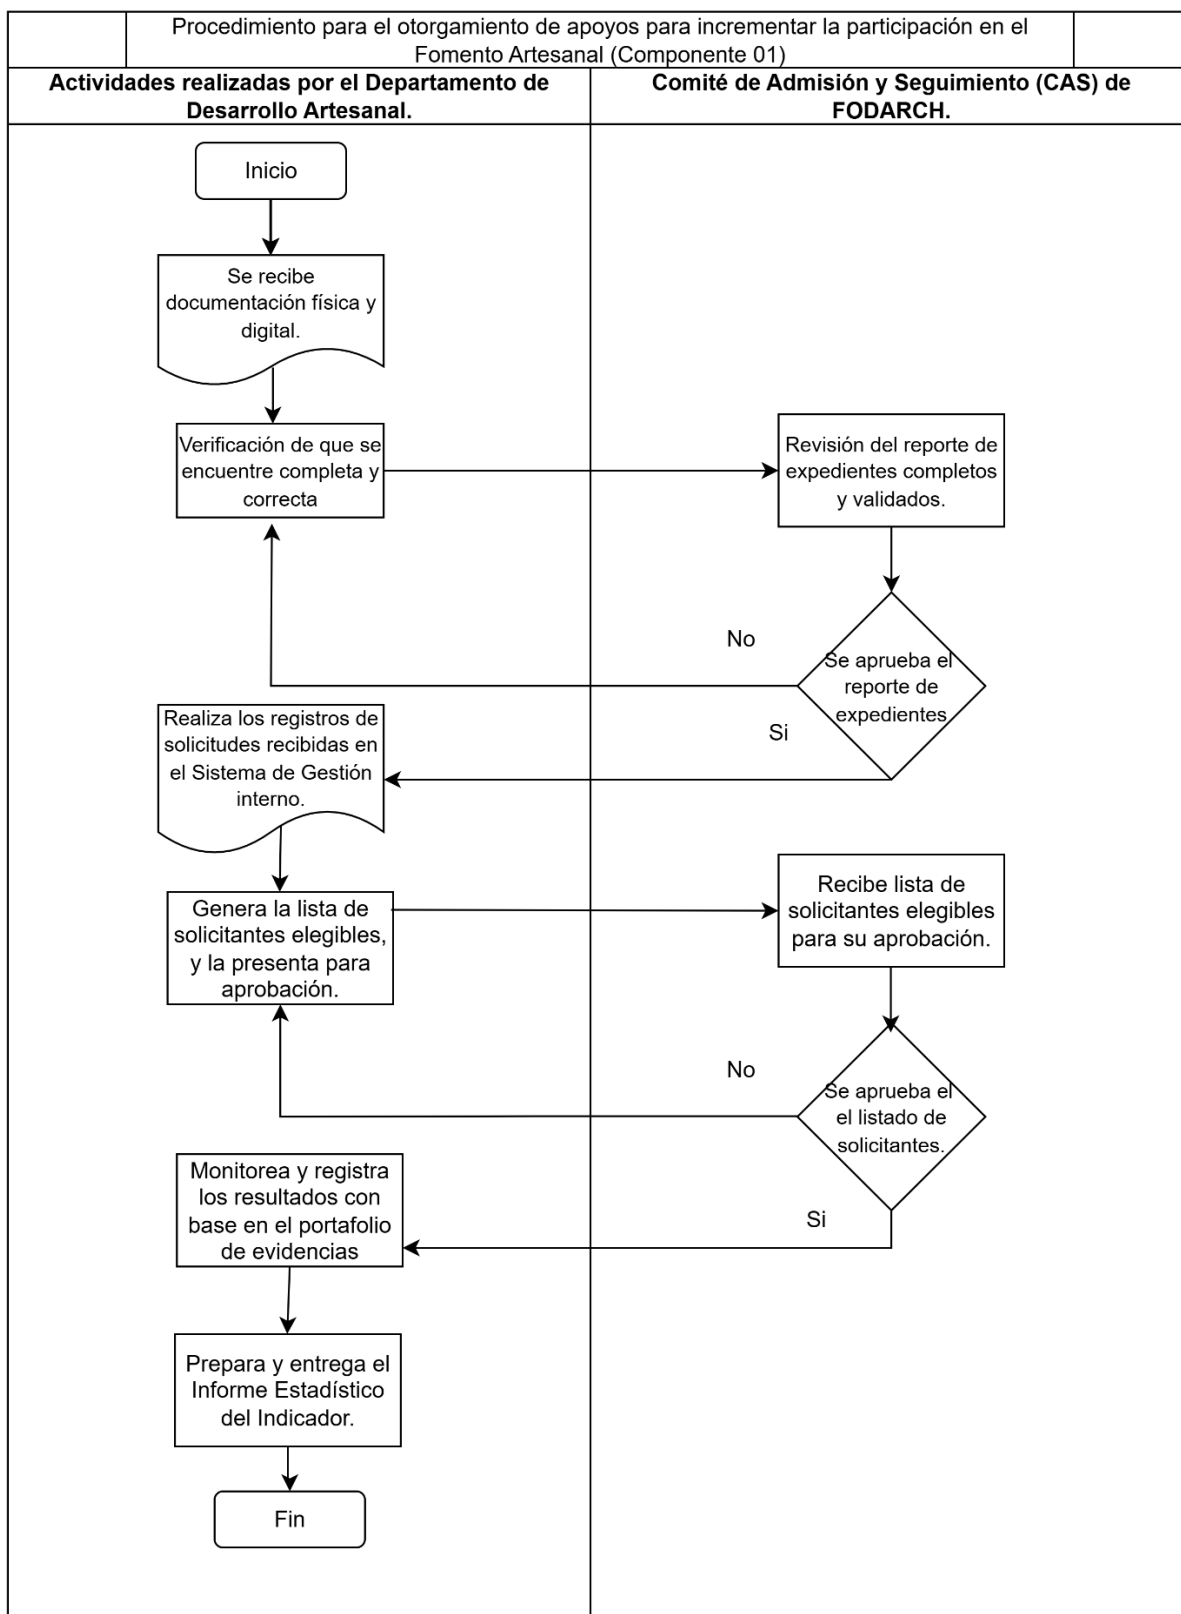 Procedimiento para el otorgamiento de apoyos para incrementar la participación en el
Fomento Artesanal (Componente 01)
Actividades realizadas por el Departamento de
Desarrollo Artesanal.
Comité de Admisión y Seguimiento (CAS) de
FODARCH.
Inicio
Se recibe
documentación física y
digital.
Verificación de que se
encuentre completa y
correcta
Revisión del reporte de
expedientes completos
y validados.
No
Se aprueba el
reporte de
expedientes
Si
Realiza los registros de
solicitudes recibidas en
el Sistema de Gestión
interno.
Genera la lista de
solicitantes elegibles,
y la presenta para
aprobación.
Recibe lista de
solicitantes elegibles
para su aprobación.
No
Se aprueba el
el listado de
solicitantes.
Si
Monitorea y registra
los resultados con
base en el portafolio
de evidencias
Prepara y entrega el
Informe Estadístico
del Indicador.
Fin